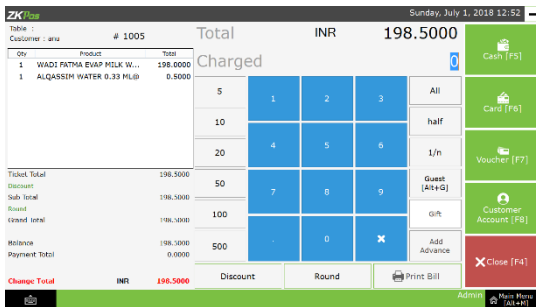 ZKPos Sunday, July 1, 2018 12:52
Table :
Customer : anu # 1005
Qty Product Total
1 WADI FATMA EVAP MILK W... 198.0000
1 ALQASSIM WATER 0.33 ML@ 0.5000
Ticket Total 198.5000
Discount
Sub Total 198.5000
Round
Grand Total 198.5000
Balance 198.5000
Payment Total 0.0000
Change Total INR 198.5000
Total INR 198.5000
Charged 0
5 1 2 3 All
10 half
20 4 5 6 1/n
50 7 8 9 Guest
[Alt+G]
100 Gift
500 . 0 × Add
Advance
Discount Round Print Bill
Cash [F5]
Card [F6]
Voucher [F7]
Customer
Account [F8]
×Close [F4]
Admin Main Menu
[Alt+M]